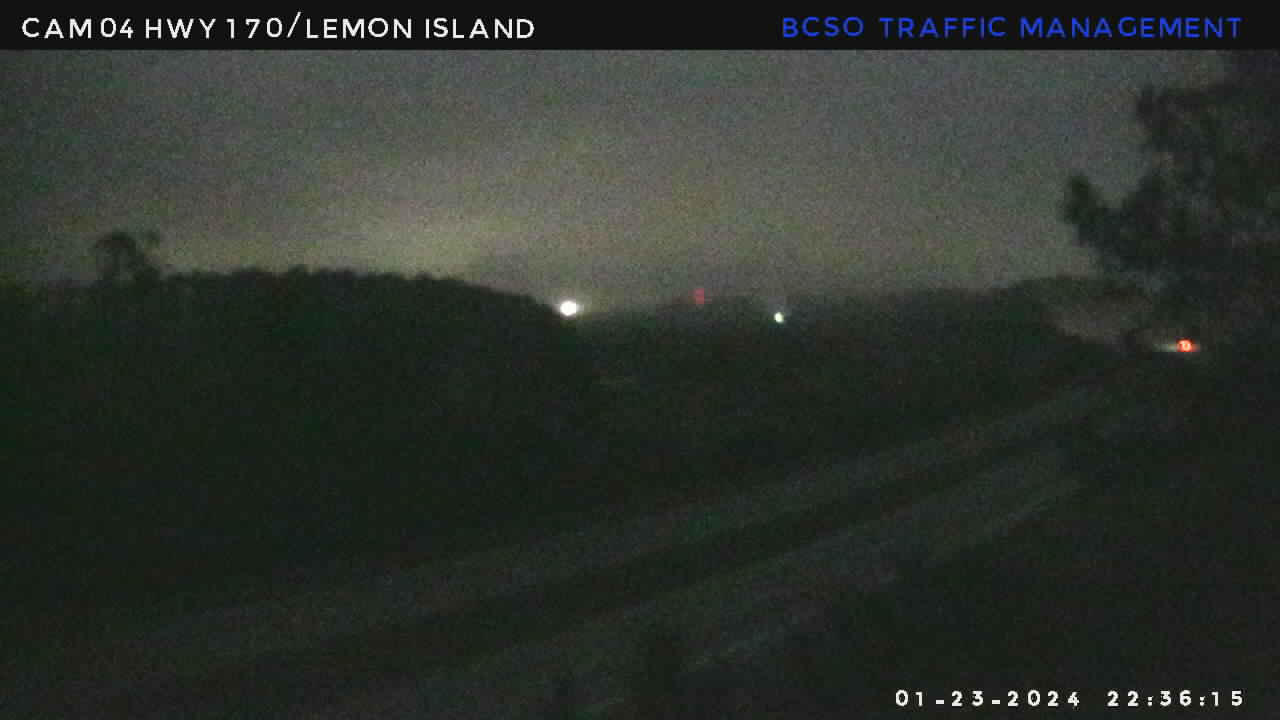 CAM04 HWY 170/LEMON ISLAND
BCSO TRAFFIC MANAGEMENT
01-23-2024 22:36:15